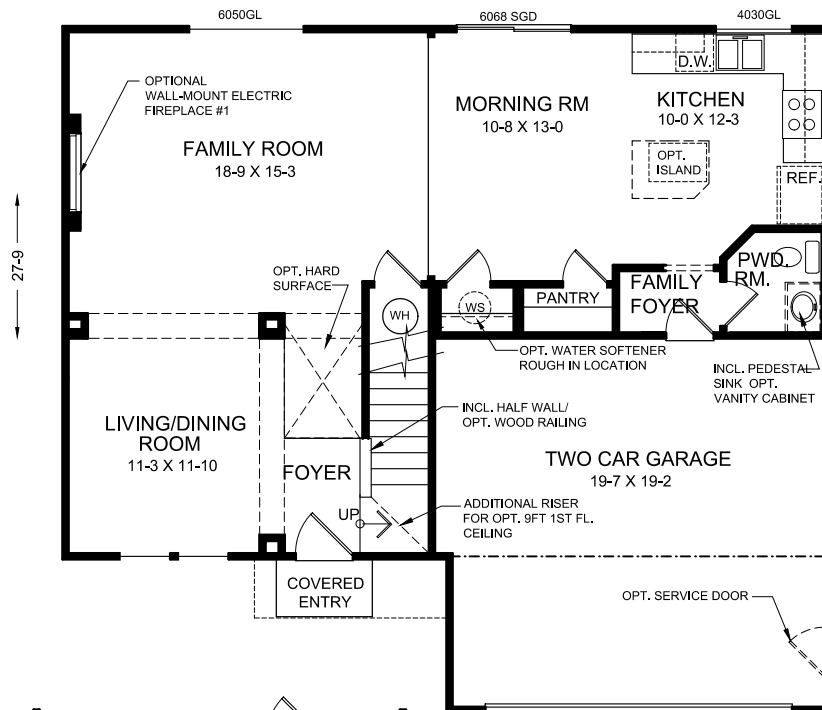 6050GL
6068 SGD
4030GL
D.W.
OPTIONAL
WALL-MOUNT ELECTRIC
FIREPLACE #1
MORNING RM
10-8 X 13-0
KITCHEN
10-0 X 12-3
FAMILY ROOM
18-9 X 15-3
OPT.
ISLAND
REF.
27-9
OPT. HARD
SURFACE
PWD.
RM.
FAMILY
FOYER
WH
WS
PANTRY
OPT. WATER SOFTENER
ROUGH IN LOCATION
INCL. PEDESTAL
SINK OPT.
VANITY CABINET
INCL. HALF WALL/
OPT. WOOD RAILING
LIVING/DINING
ROOM
11-3 X 11-10
FOYER
TWO CAR GARAGE
19-7 X 19-2
UP
ADDITIONAL RISER
FOR OPT. 9FT 1ST FL.
CEILING
COVERED
ENTRY
OPT. SERVICE DOOR